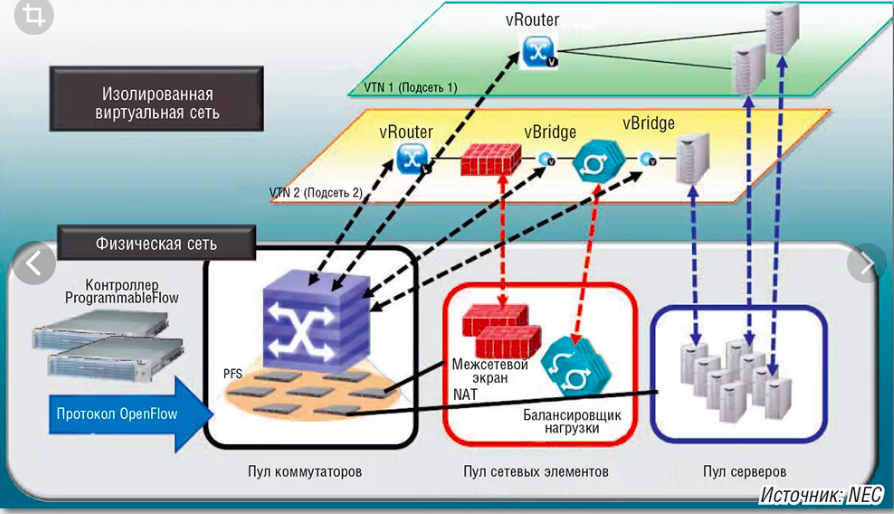 vRouter
VTN 1 (Подсеть 1)
Изолированная
виртуальная сеть
vRouter
vBridge
vBridge
VTN 2 (Подсеть 2)
Физическая сеть
Контроллер
ProgrammableFlow
PFS
Протокол OpenFlow
Межсетевой
экран
NAT
Балансировщик
нагрузки
Пул коммутаторов
Пул сетевых элементов
Пул серверов
Источник: NEC